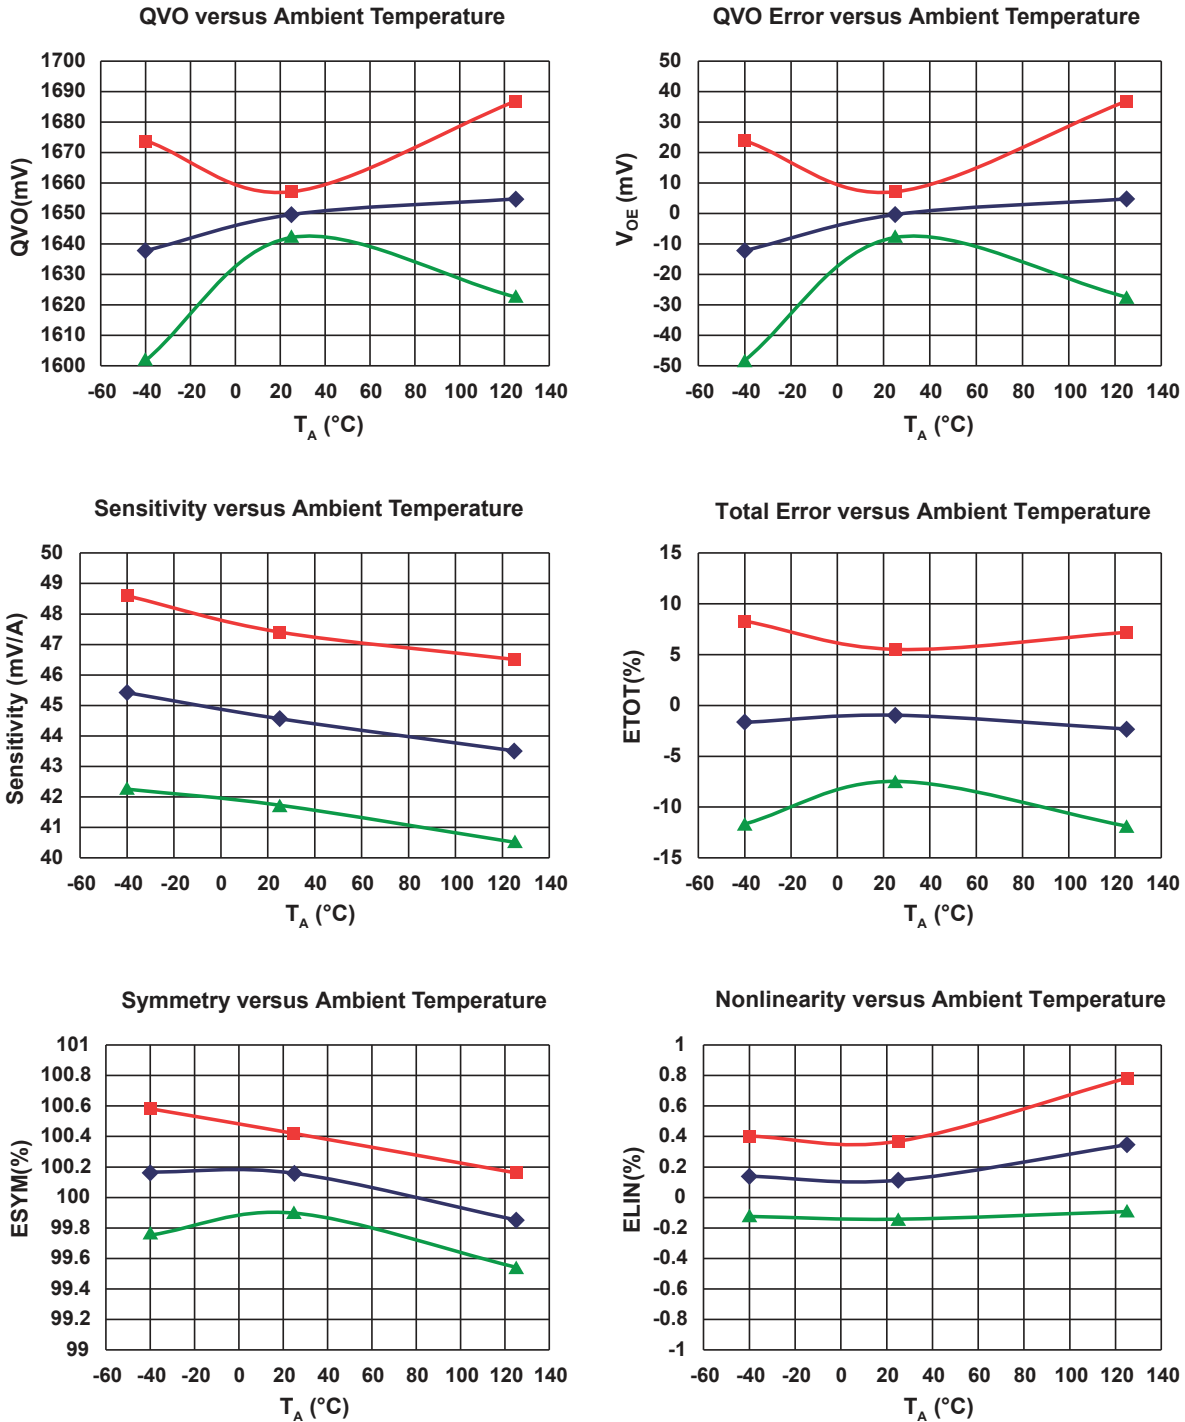 QVO versus Ambient Temperature
1700
1690
1680
1670
1660
1650
1640
1630
1620
1610
1600
QVO(mV)
-60 -40 -20 0 20 40 60 80 100 120 140
T_A (°C)
QVO Error versus Ambient Temperature
50
40
30
20
10
0
-10
-20
-30
-40
-50
V_OE (mV)
-60 -40 -20 0 20 40 60 80 100 120 140
T_A (°C)
Sensitivity versus Ambient Temperature
50
49
48
47
46
45
44
43
42
41
40
Sensitivity (mV/A)
-60 -40 -20 0 20 40 60 80 100 120 140
T_A (°C)
Total Error versus Ambient Temperature
15
10
5
0
-5
-10
-15
ETOT(%)
-60 -40 -20 0 20 40 60 80 100 120 140
T_A (°C)
Symmetry versus Ambient Temperature
101
100.8
100.6
100.4
100.2
100
99.8
99.6
99.4
99.2
99
ESYM(%)
-60 -40 -20 0 20 40 60 80 100 120 140
T_A (°C)
Nonlinearity versus Ambient Temperature
1
0.8
0.6
0.4
0.2
0
-0.2
-0.4
-0.6
-0.8
-1
ELIN(%)
-60 -40 -20 0 20 40 60 80 100 120 140
T_A (°C)